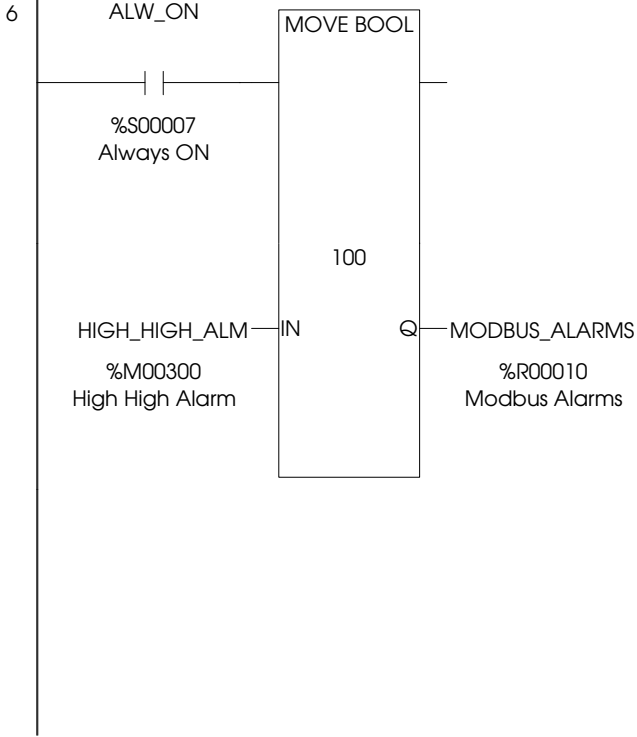 6
ALW_ON
MOVE BOOL
%S00007
Always ON
100
HIGH_HIGH_ALM IN Q MODBUS_ALARMS
%M00300 %R00010
High High Alarm Modbus Alarms